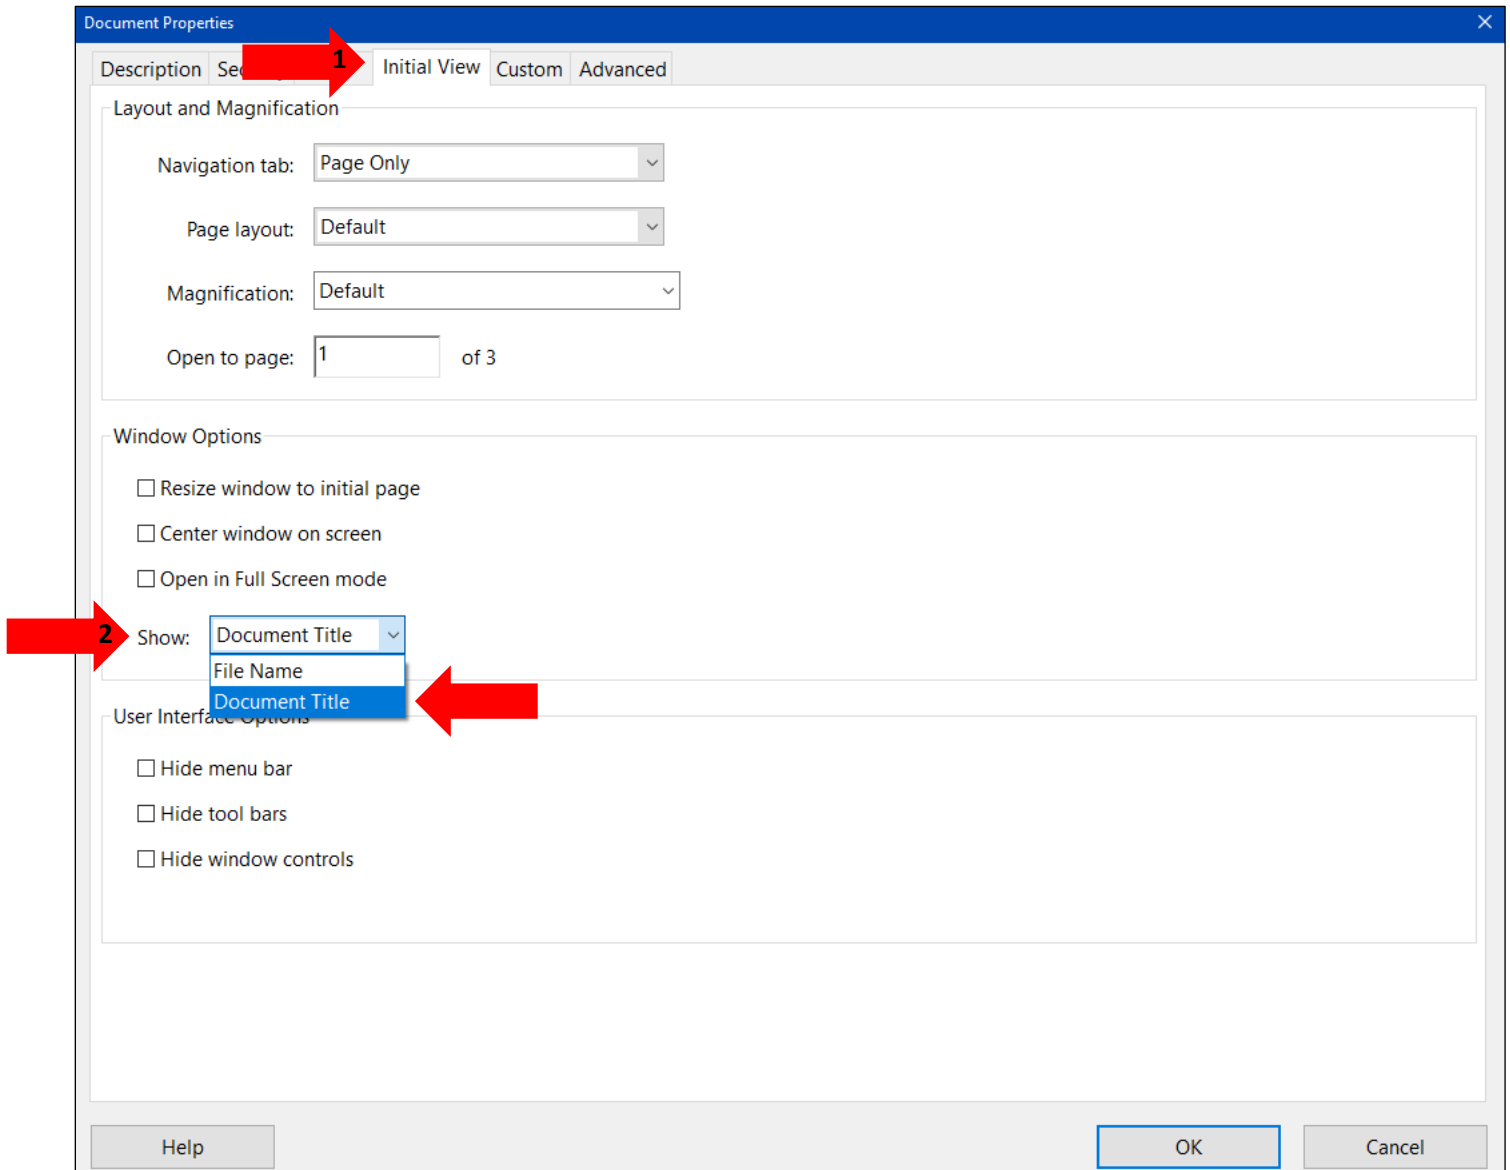 Document Properties
Description
1
Initial View
Custom
Advanced
Layout and Magnification
Navigation tab: Page Only
Page layout: Default
Magnification: Default
Open to page: 1 of 3
Window Options
Resize window to initial page
Center window on screen
Open in Full Screen mode
2 Show: Document Title
File Name
Document Title
User Interface Options
Hide menu bar
Hide tool bars
Hide window controls
Help
OK
Cancel